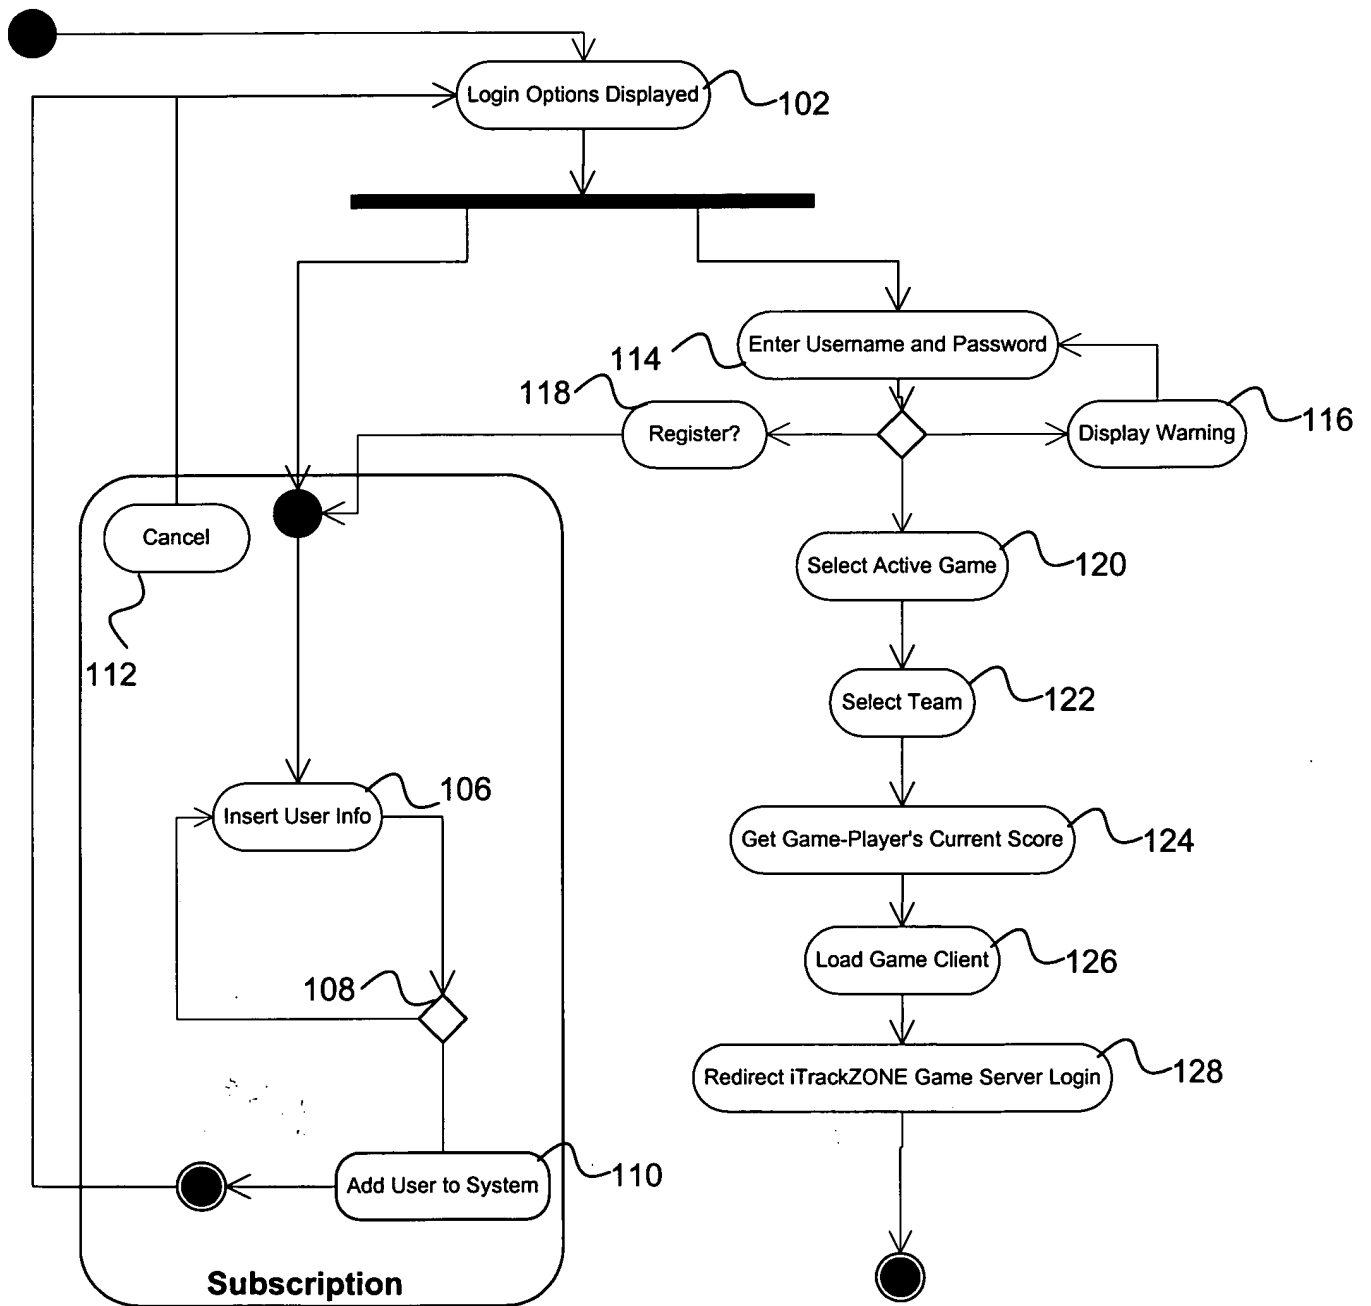 Login Options Displayed
102
Enter Username and Password
114
118
Register?
Display Warning
116
Cancel
112
Select Active Game
120
Select Team
122
Insert User Info
106
Get Game-Player's Current Score
124
Load Game Client
126
108
Redirect iTrackZONE Game Server Login
128
Add User to System
110
Subscription